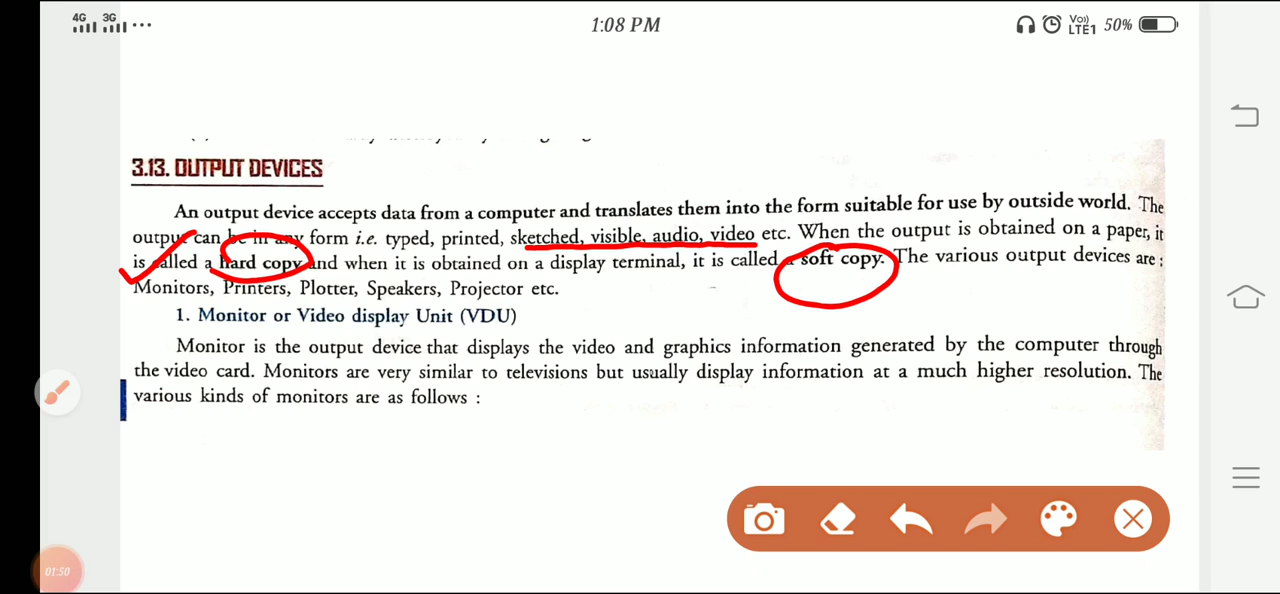 4G 3G 1:08 PM Vo)) LTE1 50%
3.13. OUTPUT DEVICES
An output device accepts data from a computer and translates them into the form suitable for use by outside world. The
output can be in any form i.e. typed, printed, sketched, visible, audio, video etc. When the output is obtained on a paper, it
is called a hard copy and when it is obtained on a display terminal, it is called a soft copy. The various output devices are :
Monitors, Printers, Plotter, Speakers, Projector etc.
1. Monitor or Video display Unit (VDU)
Monitor is the output device that displays the video and graphics information generated by the computer through
the video card. Monitors are very similar to televisions but usually display information at a much higher resolution. The
various kinds of monitors are as follows :
01:50